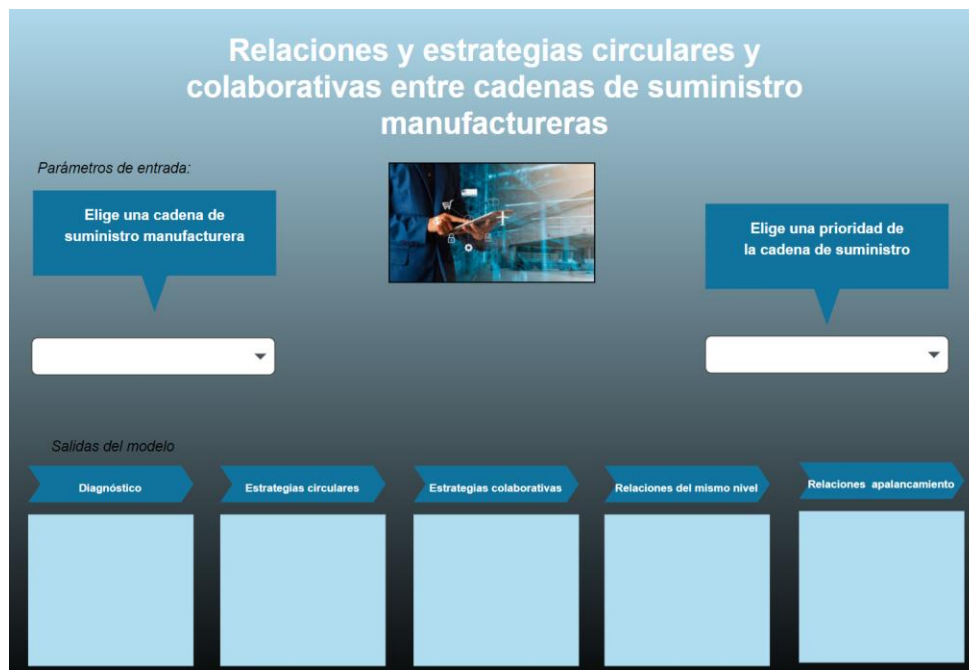 Relaciones y estrategias circulares y
colaborativas entre cadenas de suministro
manufactureras
Parámetros de entrada:
Elige una cadena de
suministro manufacturera
Elige una prioridad de
la cadena de suministro
Salidas del modelo
Diagnóstico
Estrategias circulares
Estrategias colaborativas
Relaciones del mismo nivel
Relaciones apalancamiento